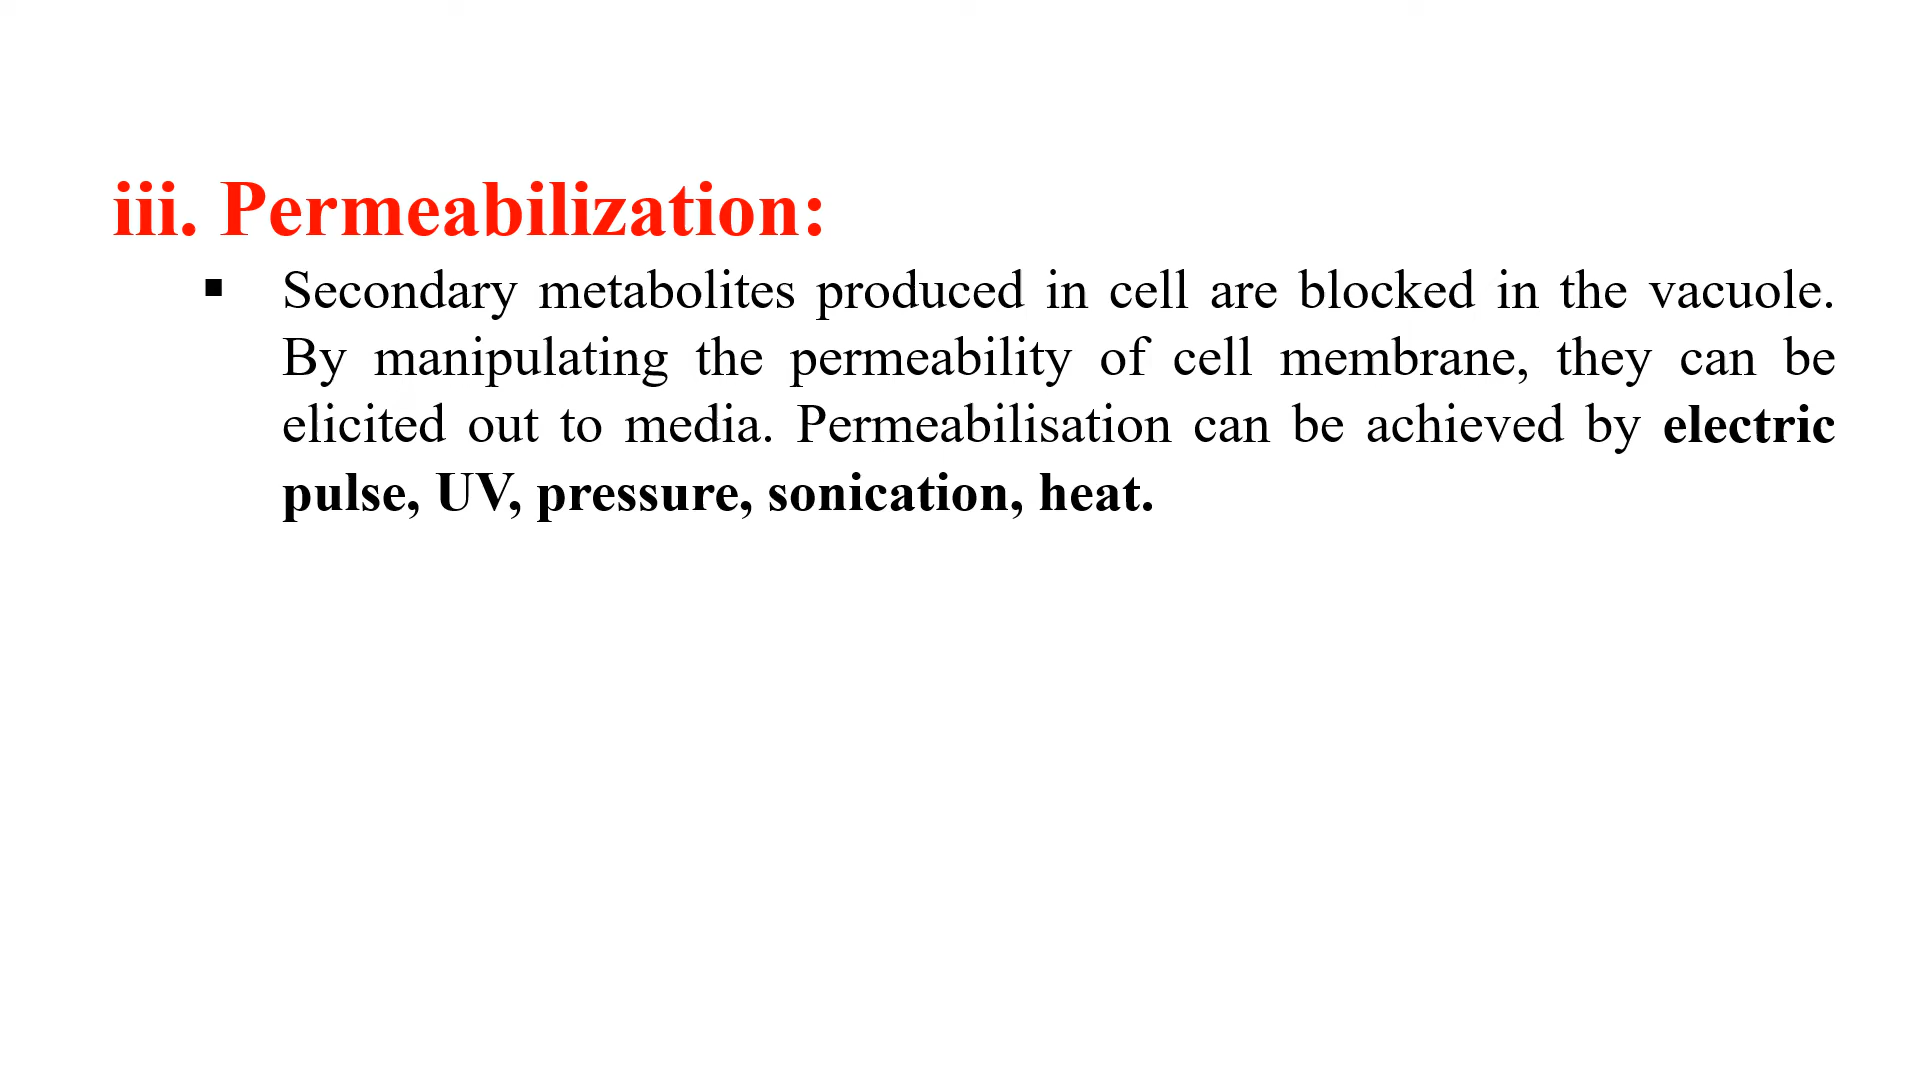 iii. Permeabilization:
▪ Secondary metabolites produced in cell are blocked in the vacuole.
By manipulating the permeability of cell membrane, they can be
elicited out to media. Permeabilisation can be achieved by electric
pulse, UV, pressure, sonication, heat.